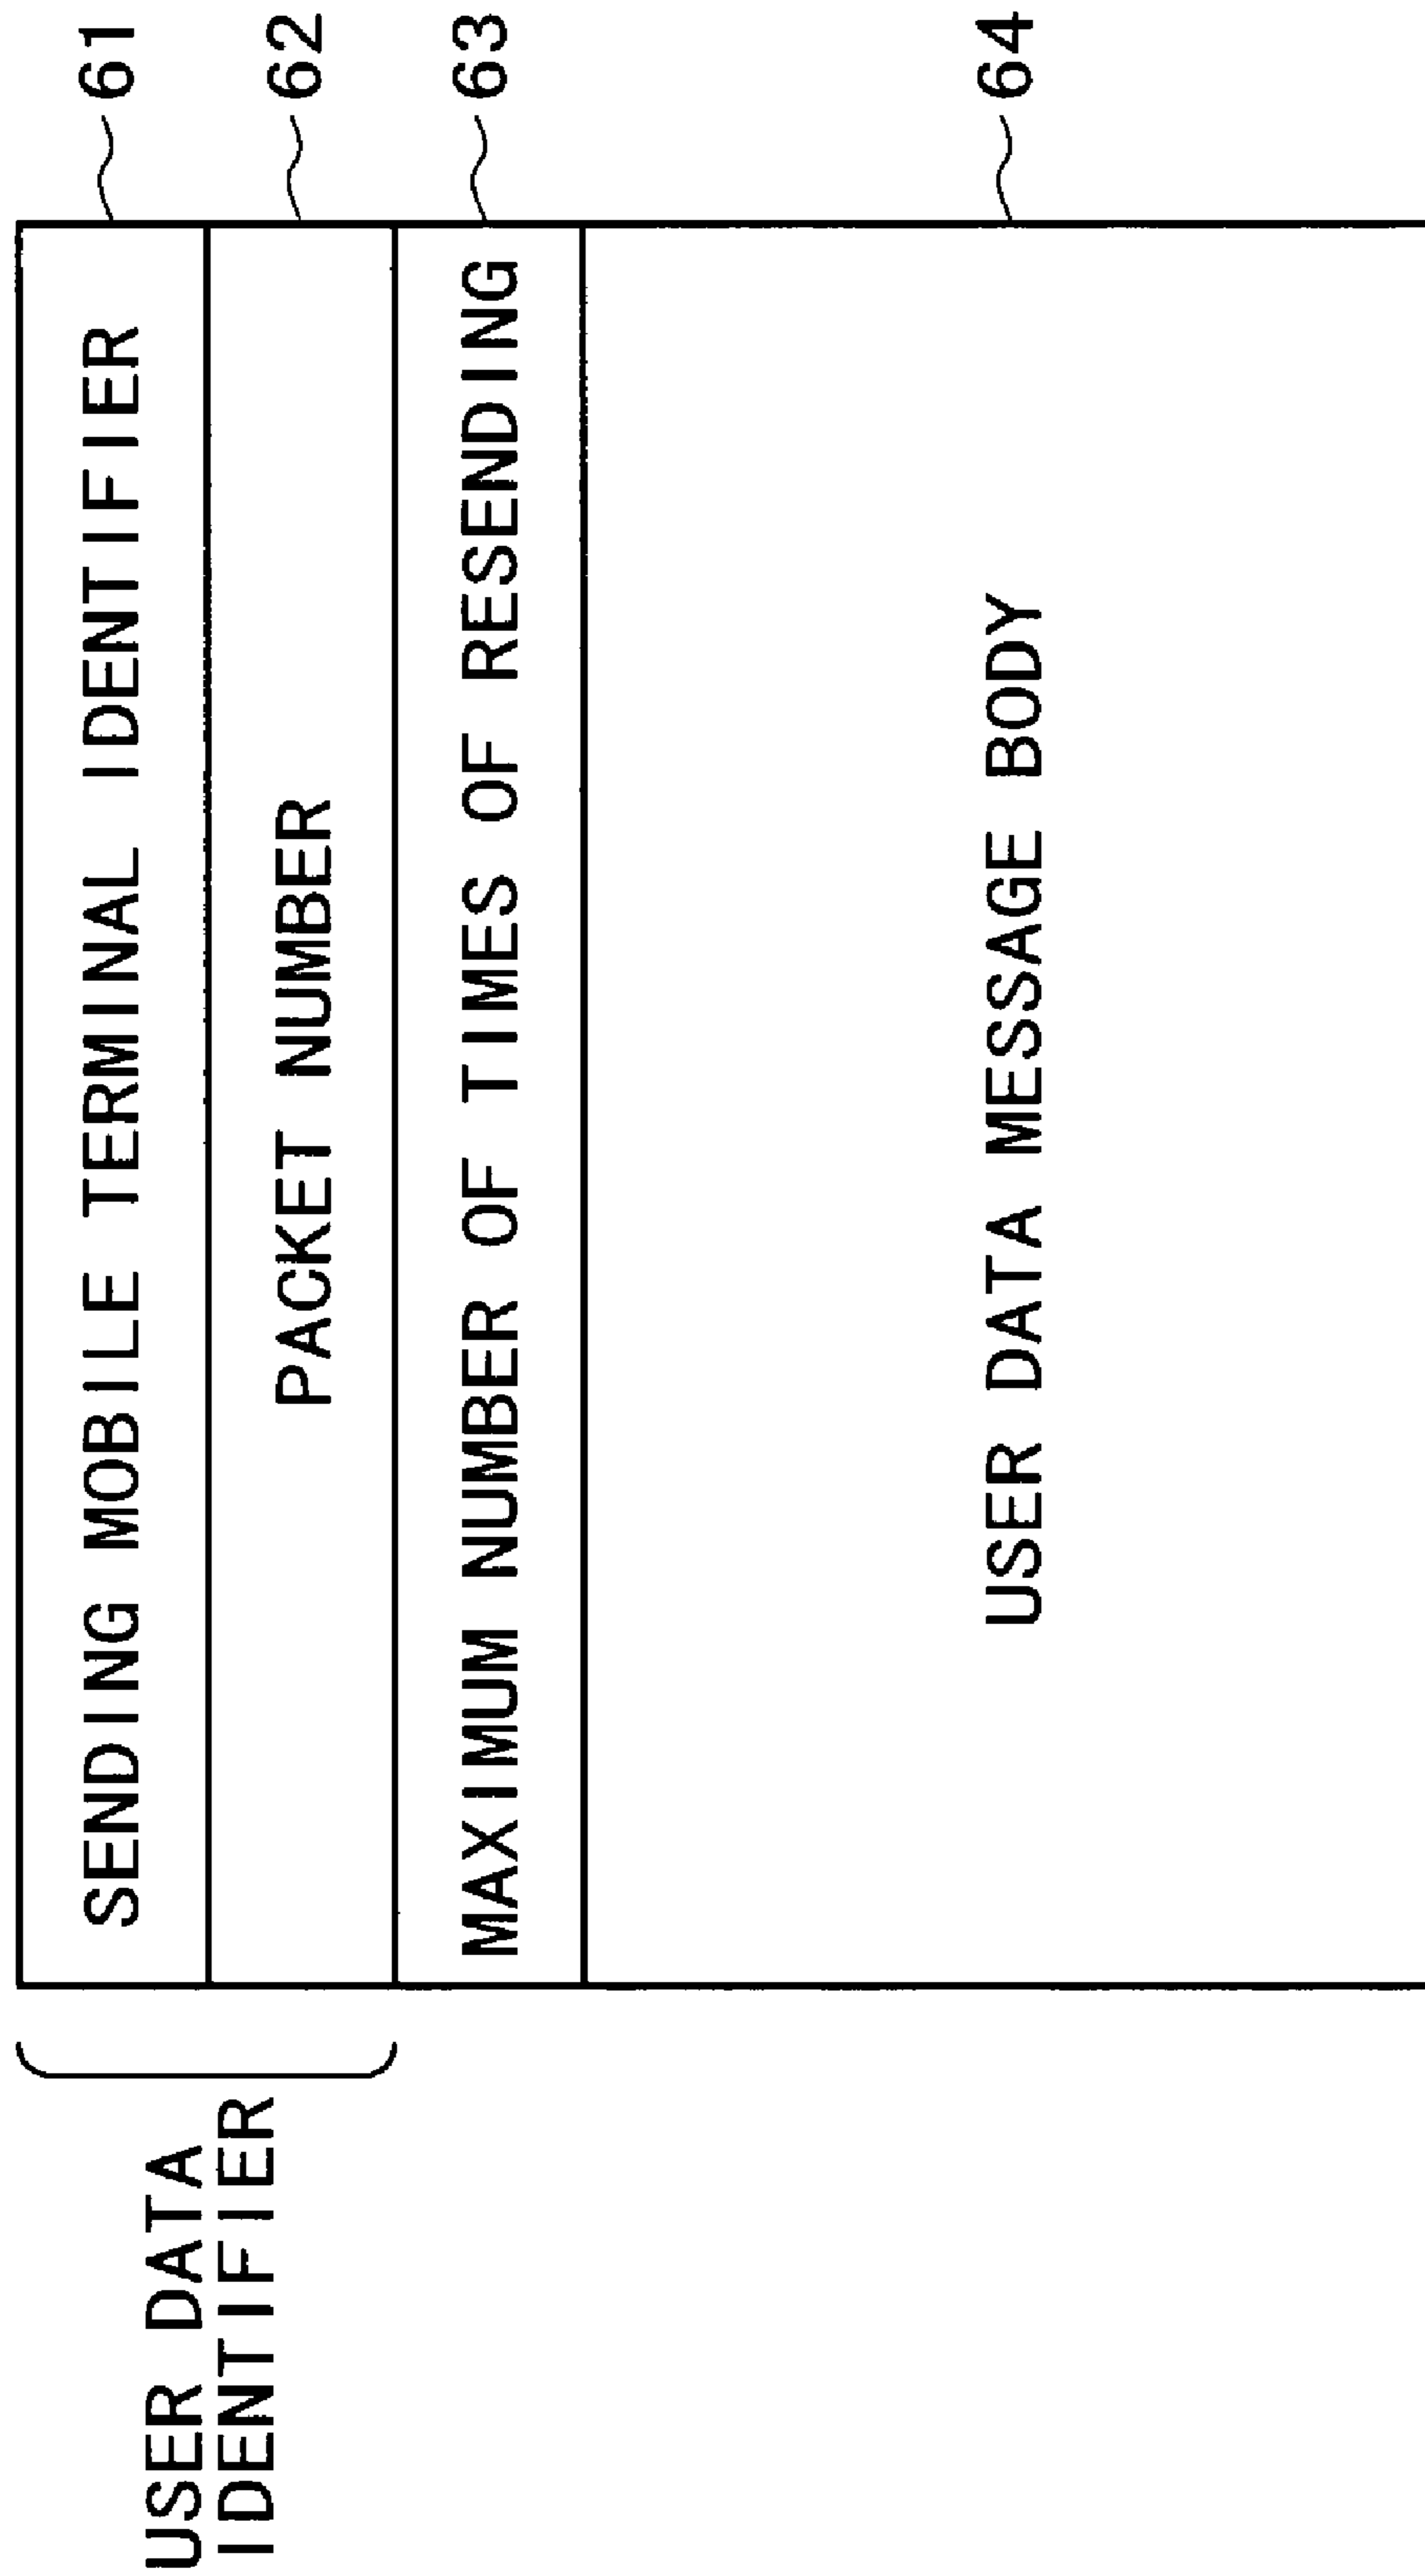 USER DATA
IDENTIFIER
SENDING MOBILE TERMINAL IDENTIFIER
61
PACKET NUMBER
62
MAXIMUM NUMBER OF TIMES OF RESENDING
63
USER DATA MESSAGE BODY
64